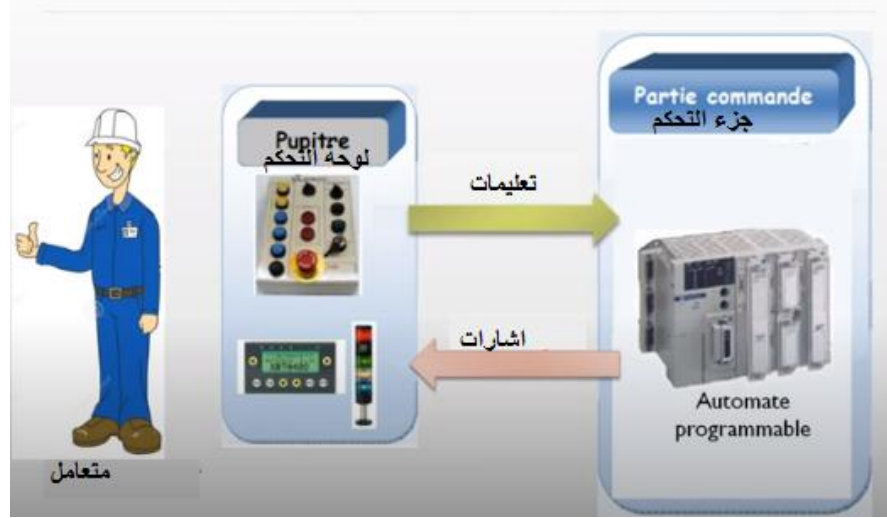 Partie commande
جزء التحكم
Pupitre
لوحة التحكم
تعليمات
اشارات
Automate
programmable
متعامل